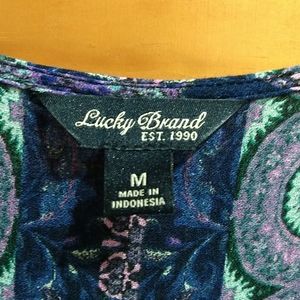 Lucky Brand
EST. 1990
M
MADE IN
INDONESIA